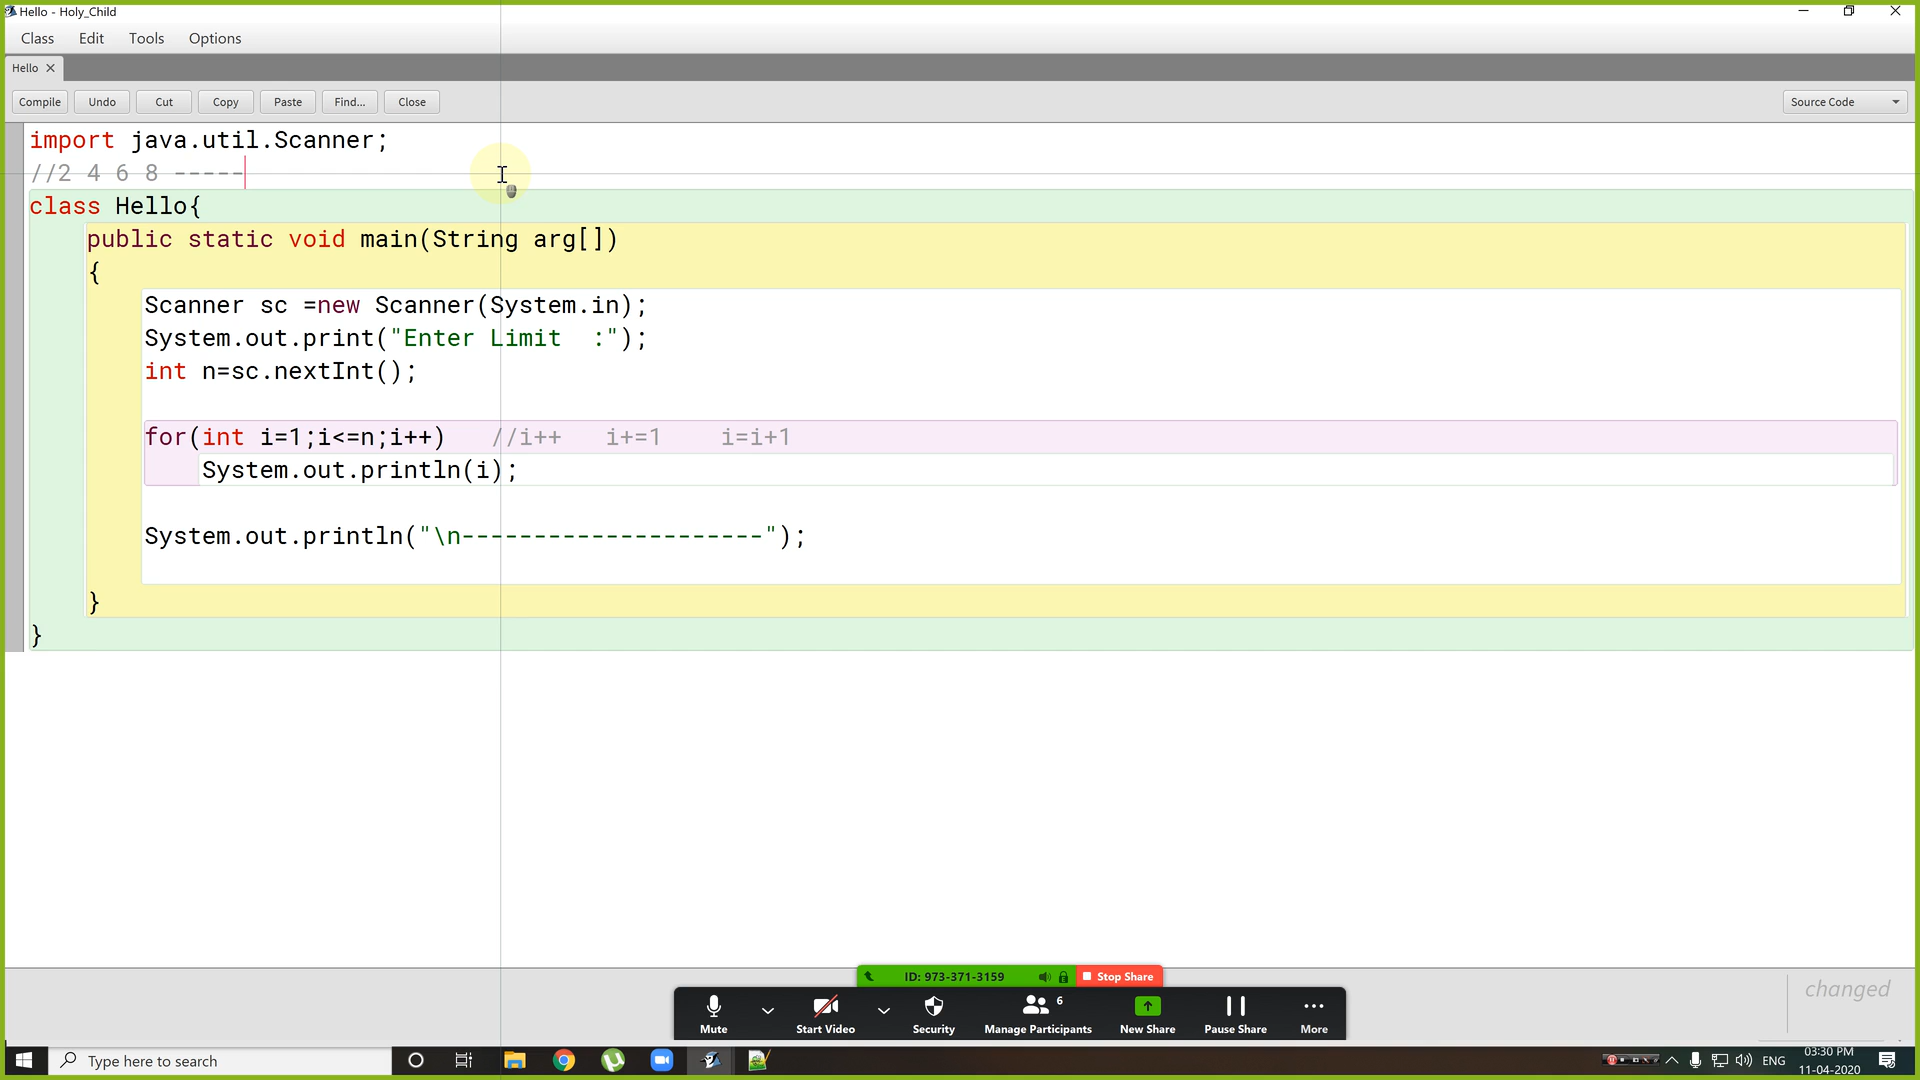 Hello - Holy_Child
Class Edit Tools Options
Hello
Compile Undo Cut Copy Paste Find... Close Source Code
import java.util.Scanner;
//2 4 6 8 -----
class Hello{
public static void main(String arg[])
{
Scanner sc =new Scanner(System.in);
System.out.print("Enter Limit  :");
int n=sc.nextInt();
for(int i=1;i<=n;i++)   //i++   i+=1    i=i+1
System.out.println(i);
System.out.println("\n---------------------");
}
}
ID: 973-371-3159 Stop Share
changed
6
Mute Start Video Security Manage Participants New Share Pause Share More
Type here to search
ENG
03:30 PM
11-04-2020